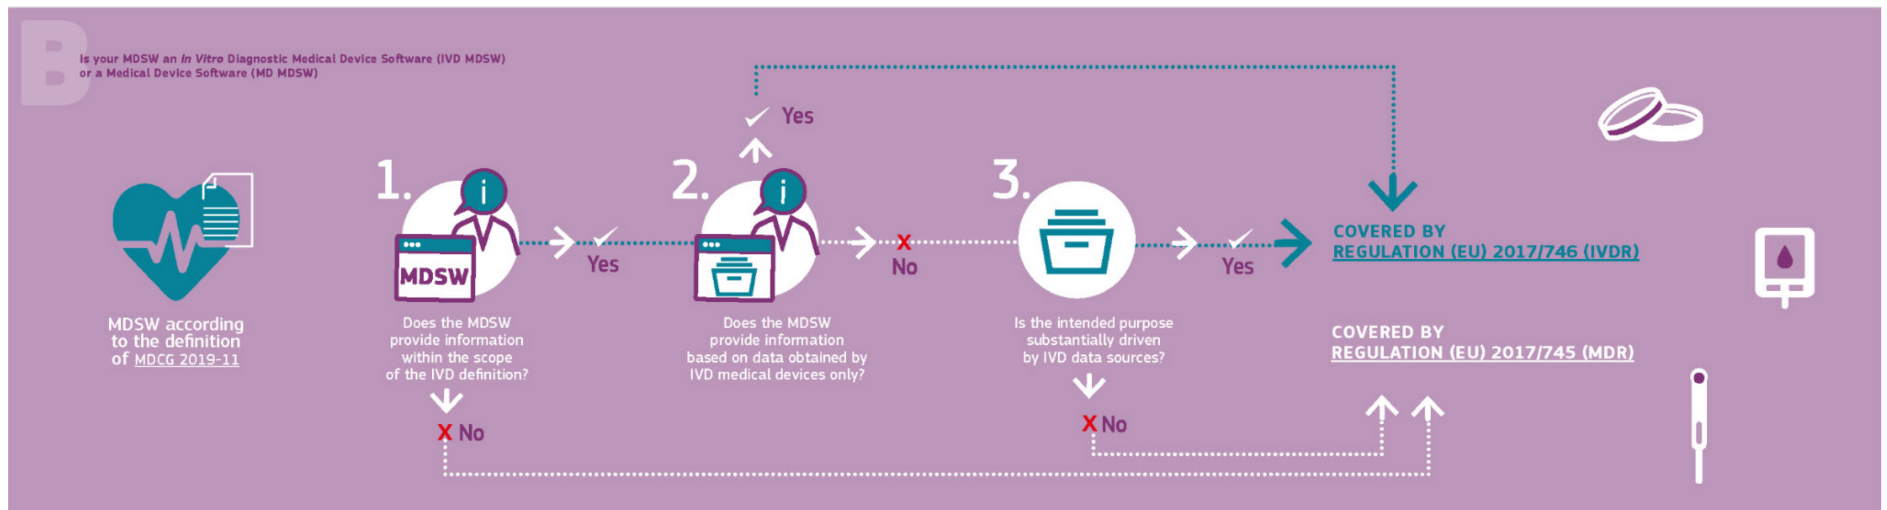 B
Is your MDSW an In Vitro Diagnostic Medical Device Software (IVD MDSW)
or a Medical Device Software (MD MDSW)
MDSW according
to the definition
of MDCG 2019-11
1.
i
MDSW
Does the MDSW
provide information
within the scope
of the IVD definition?
X No
Yes
2.
i
Does the MDSW
provide information
based on data obtained by
IVD medical devices only?
Yes
X
No
3.
Is the intended purpose
substantially driven
by IVD data sources?
X No
Yes
COVERED BY
REGULATION (EU) 2017/746 (IVDR)
COVERED BY
REGULATION (EU) 2017/745 (MDR)